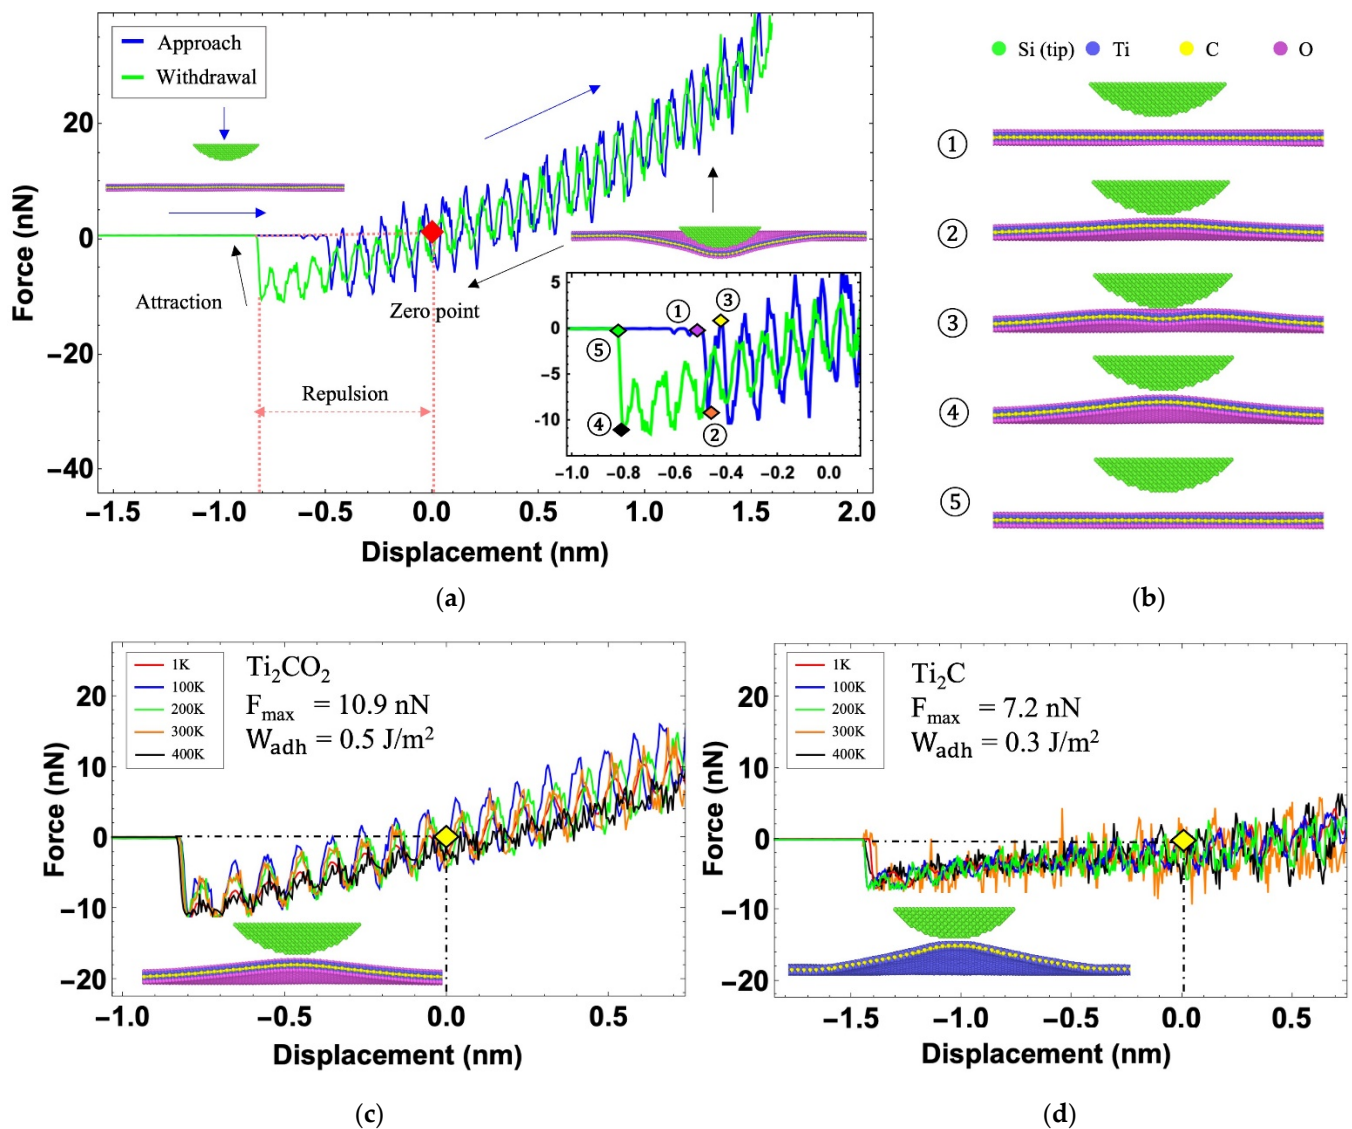 (a)
Approach
Withdrawal
Attraction
Zero point
Repulsion
Force (nN)
20
0
−20
−40
−1.5 −1.0 −0.5 0.0 0.5 1.0 1.5 2.0
Displacement (nm)
5
0
−5
−10
−1.0 −0.8 −0.6 −0.4 −0.2 0.0
①
②
③
④
⑤
Si (tip) Ti C O
①
②
③
④
⑤
(b)
1K
100K
200K
300K
400K
Ti₂CO₂
Fmax = 10.9 nN
Wadh = 0.5 J/m²
Force (nN)
20
10
0
−10
−20
−1.0 −0.5 0.0 0.5
Displacement (nm)
(c)
1K
100K
200K
300K
400K
Ti₂C
Fmax = 7.2 nN
Wadh = 0.3 J/m²
Force (nN)
20
10
0
−10
−20
−1.5 −1.0 −0.5 0.0 0.5
Displacement (nm)
(d)